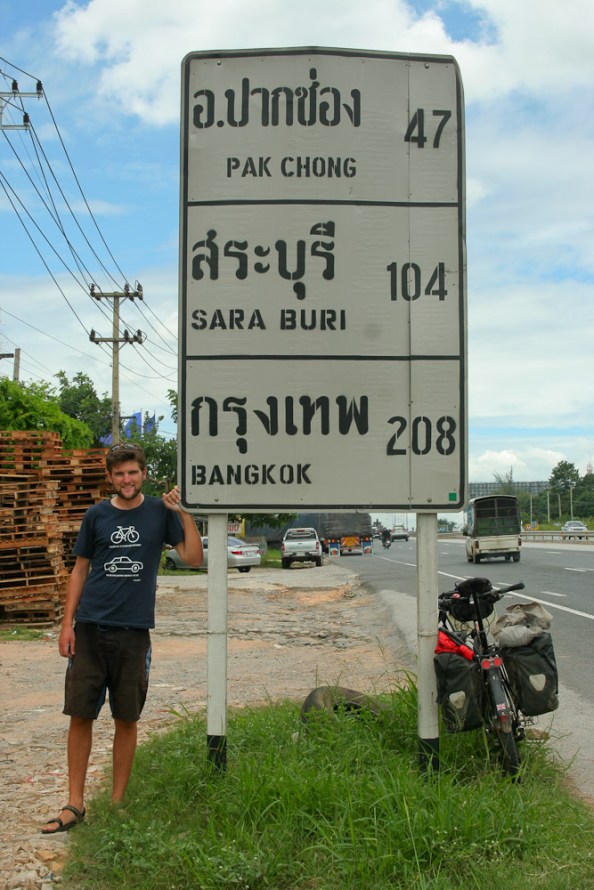 อ.ปากช่อง 47
PAK CHONG
สระบุรี 104
SARA BURI
กรุงเทพ 208
BANGKOK